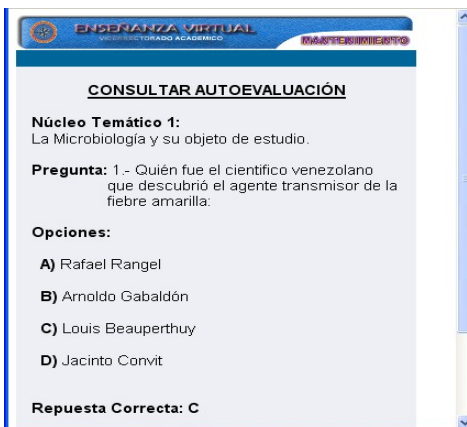 ENSEÑANZA VIRTUAL
VICERRECTORADO ACADEMICO
MANTENIMIENTO
CONSULTAR AUTOEVALUACIÓN
Núcleo Temático 1:
La Microbiología y su objeto de estudio.
Pregunta: 1.- Quién fue el cientifico venezolano
que descubrió el agente transmisor de la
fiebre amarilla:
Opciones:
A) Rafael Rangel
B) Arnoldo Gabaldón
C) Louis Beauperthuy
D) Jacinto Convit
Repuesta Correcta: C